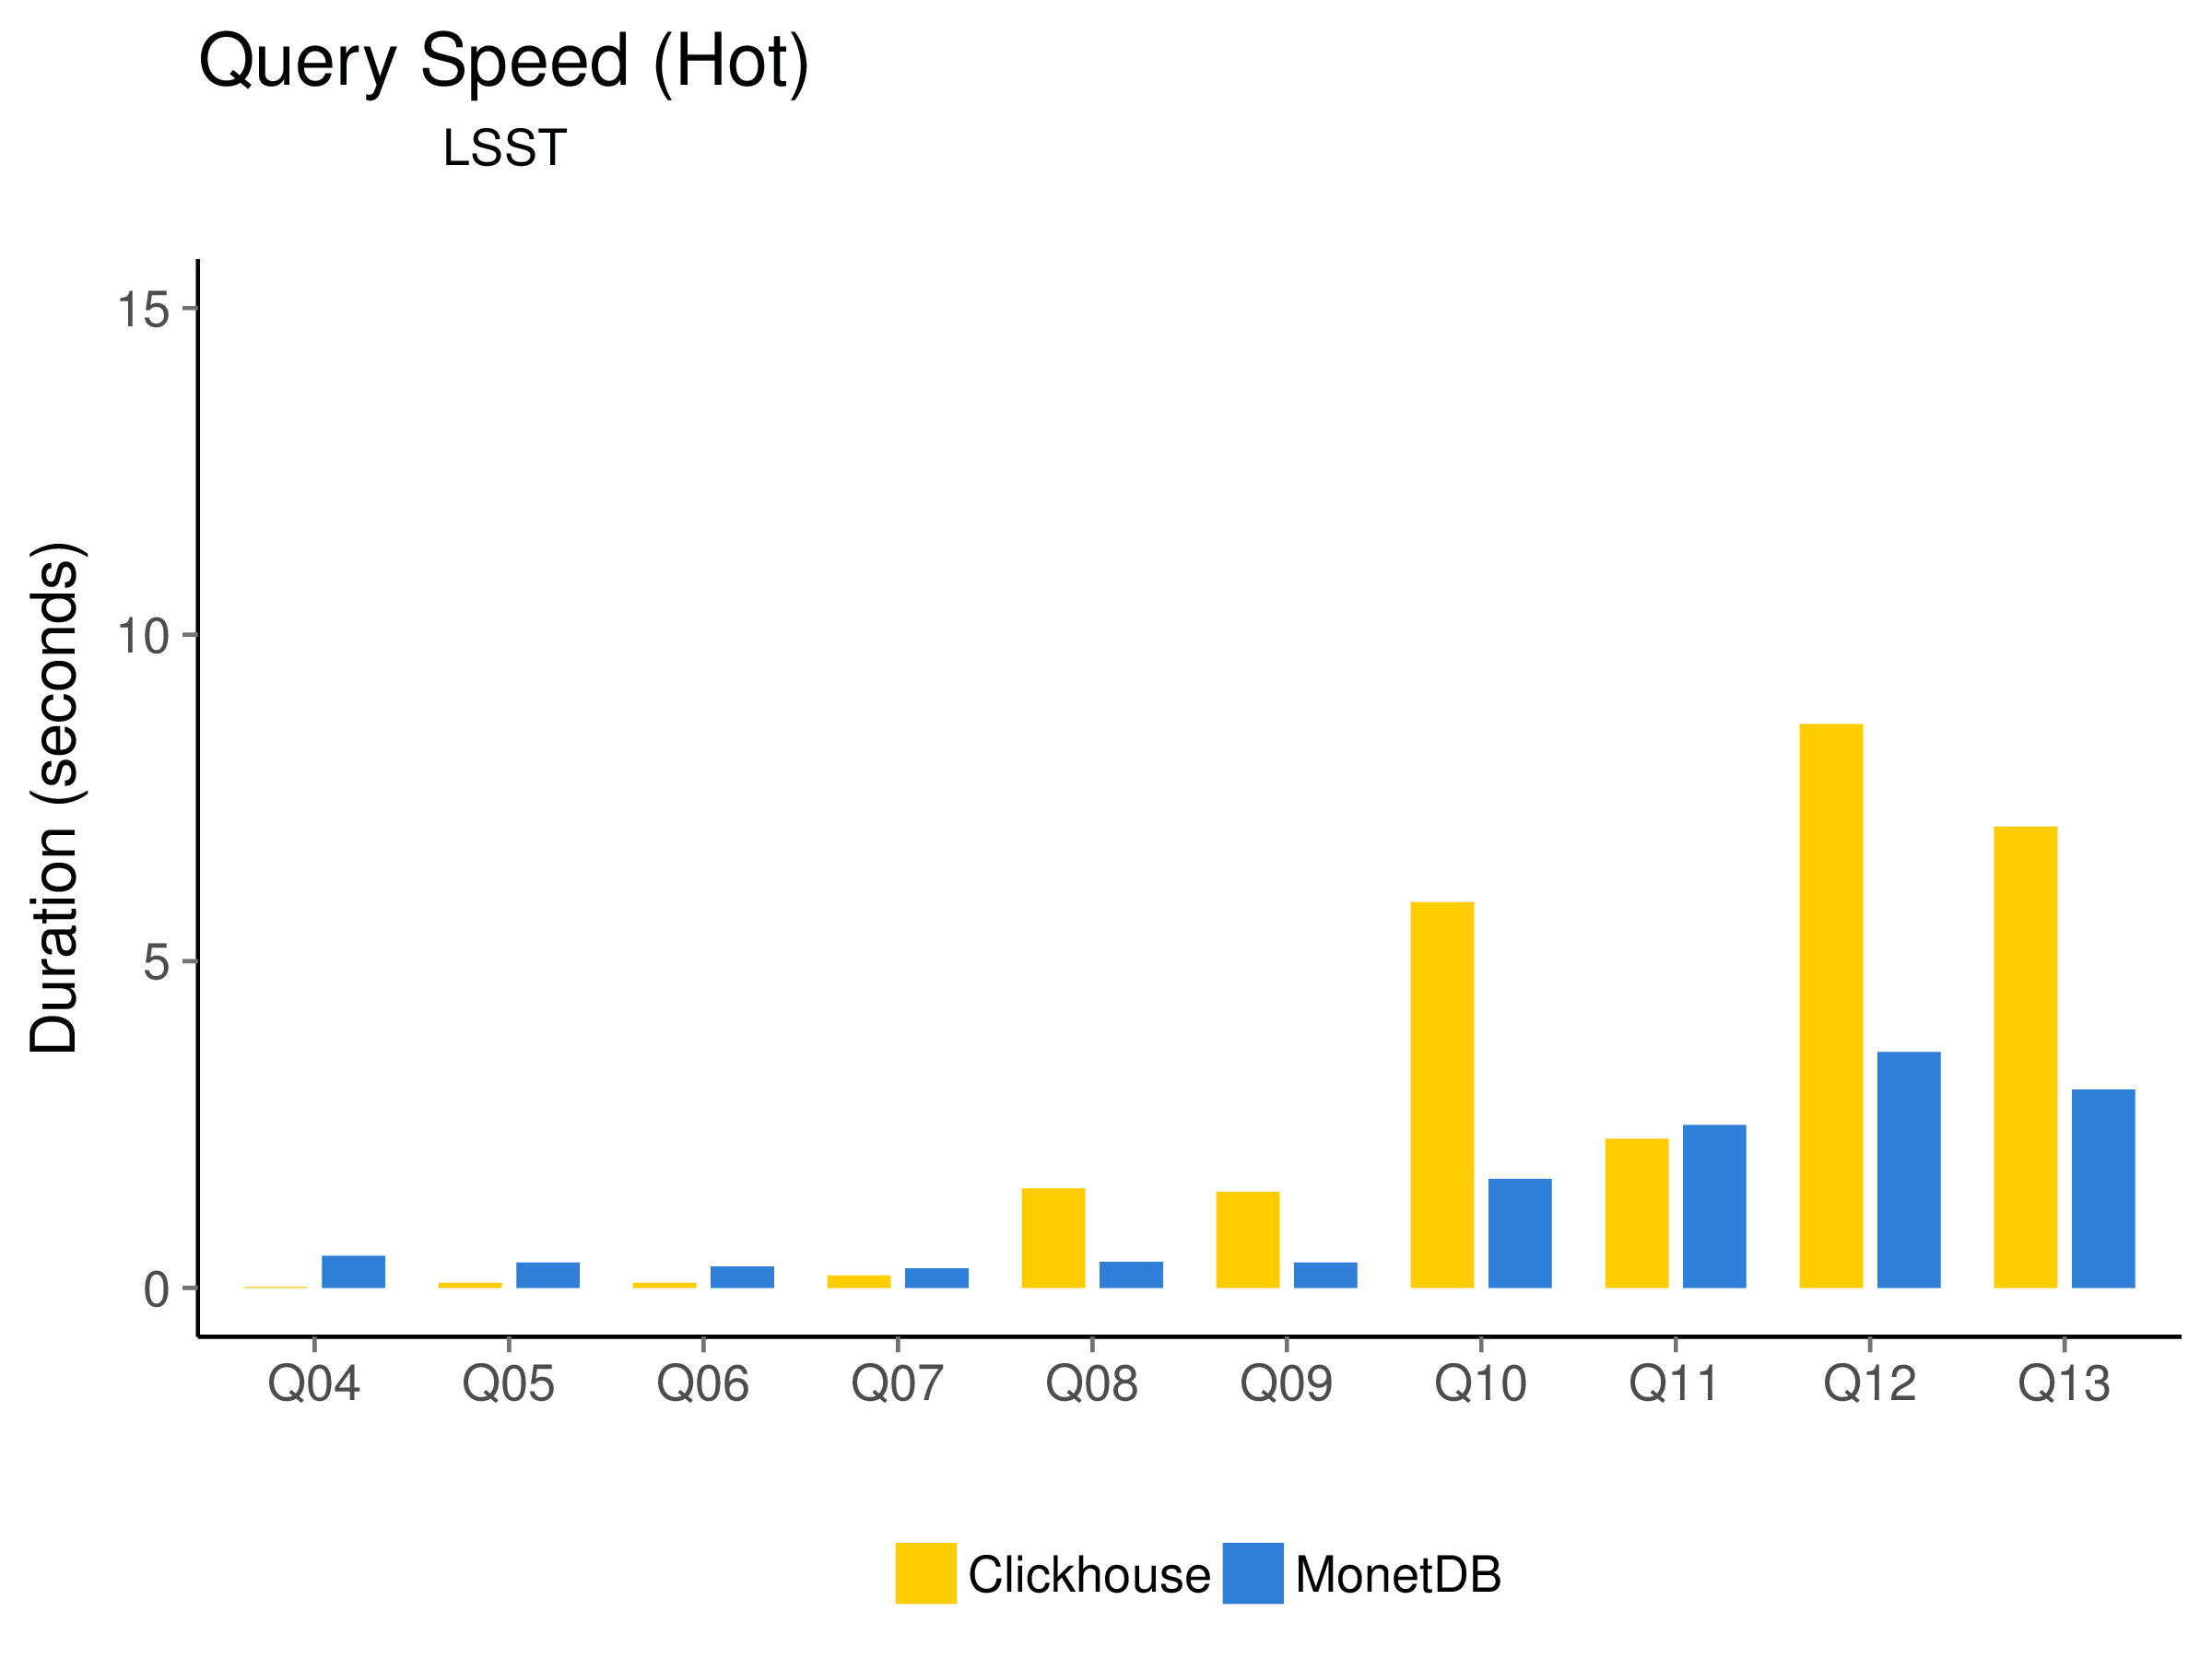 Query Speed (Hot)
LSST
Duration (seconds)
15
10
5
0
Q04 Q05 Q06 Q07 Q08 Q09 Q10 Q11 Q12 Q13
Clickhouse MonetDB